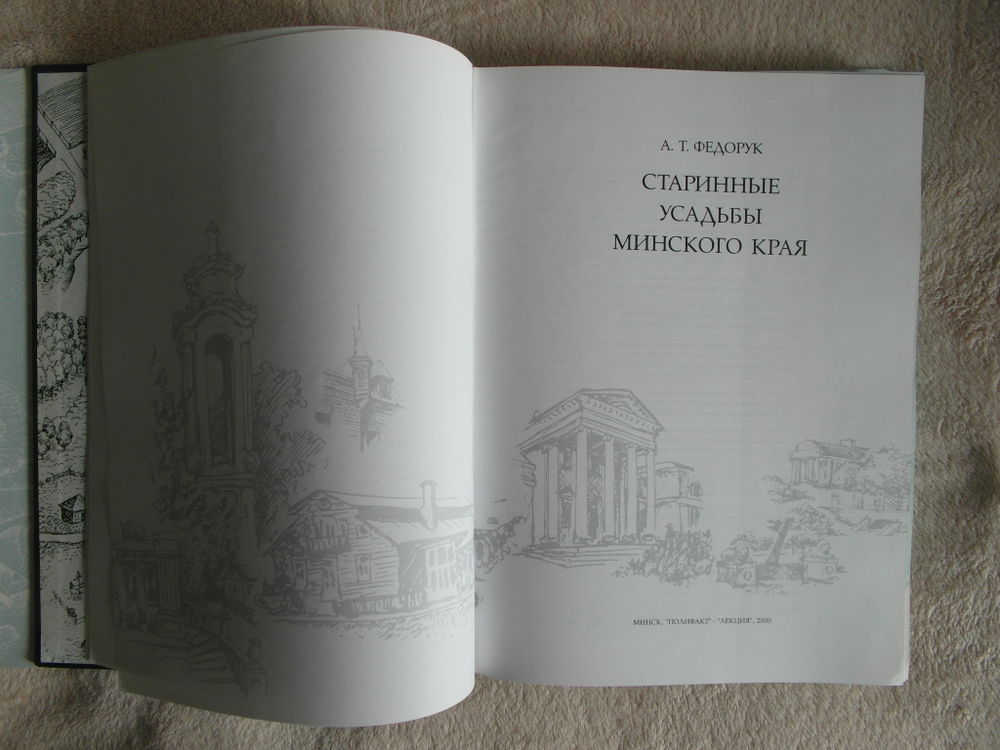 А. Т. ФЕДОРУК
СТАРИННЫЕ
УСАДЬБЫ
МИНСКОГО КРАЯ
МИНСК, "ПОЛИФАКТ" - "ЛЕКЦИЯ", 2000